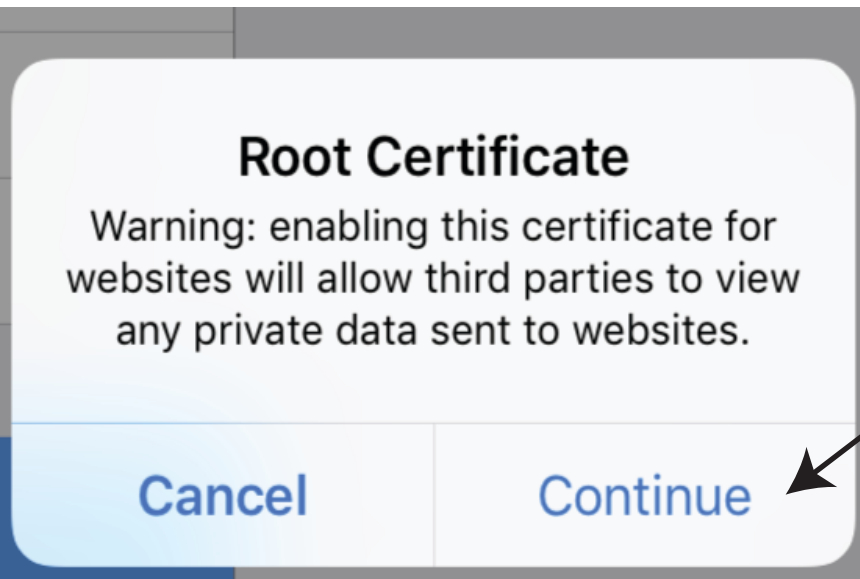 Root Certificate
Warning: enabling this certificate for
websites will allow third parties to view
any private data sent to websites.
Cancel
Continue